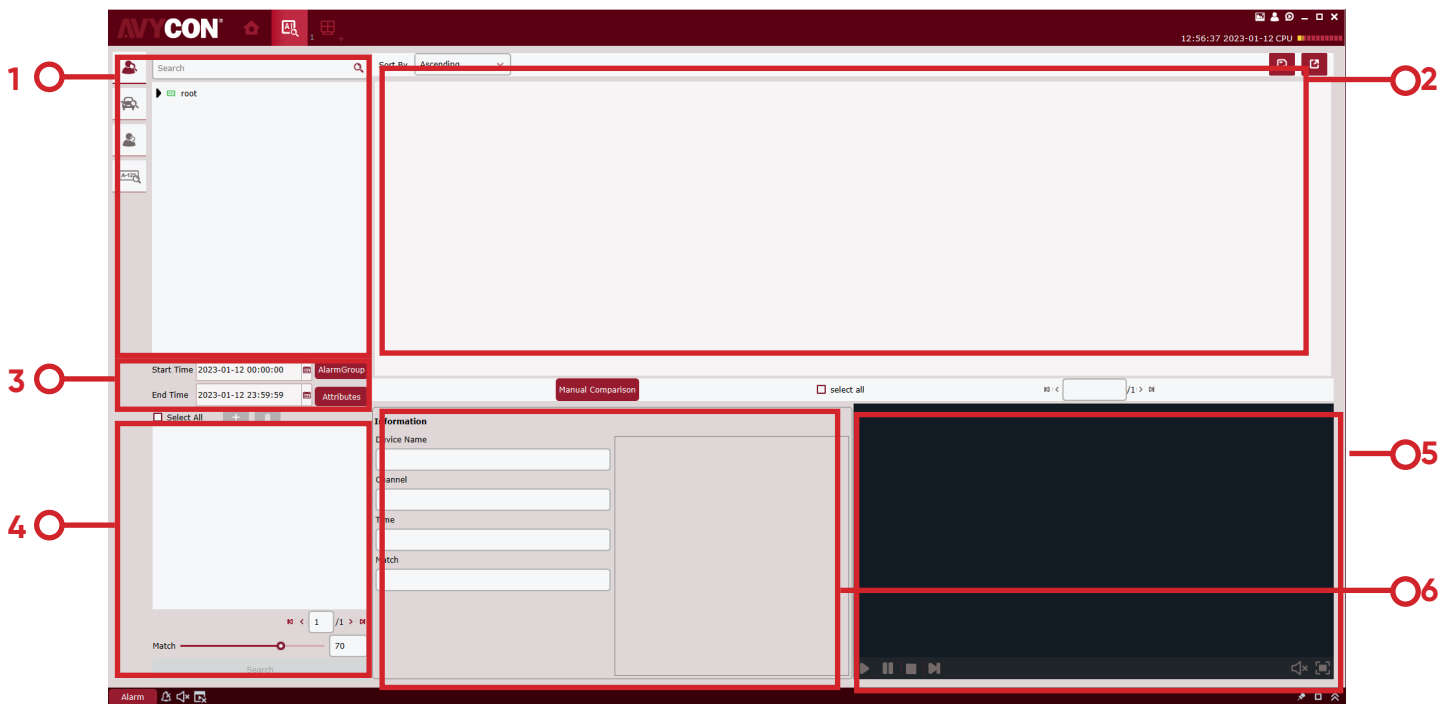 AVYCON®
1
+
12:56:37 2023-01-12 CPU
1
2
3
4
5
6
Search
Sort By Ascending
root
Start Time 2023-01-12 00:00:00 AlarmGroup
End Time 2023-01-12 23:59:59 Attributes
Manual Comparison
select all
/1
Select All +
Information
Device Name
Channel
Time
Match
1 /1
Match 70
Search
Alarm